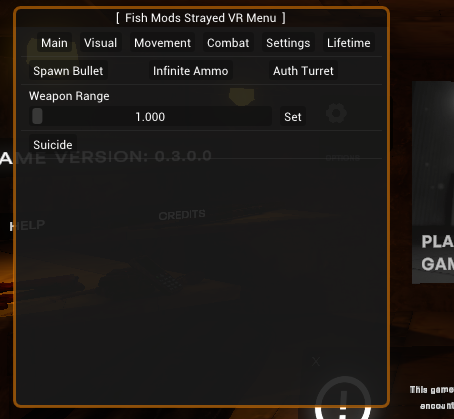 [ Fish Mods Strayed VR Menu ]
Main Visual Movement Combat Settings Lifetime
Spawn Bullet Infinite Ammo Auth Turret
Weapon Range
1.000 Set
Suicide
AME VERSION: 0.3.0.0
HELP
CREDITS
PLA
GAM
X
This game
encount